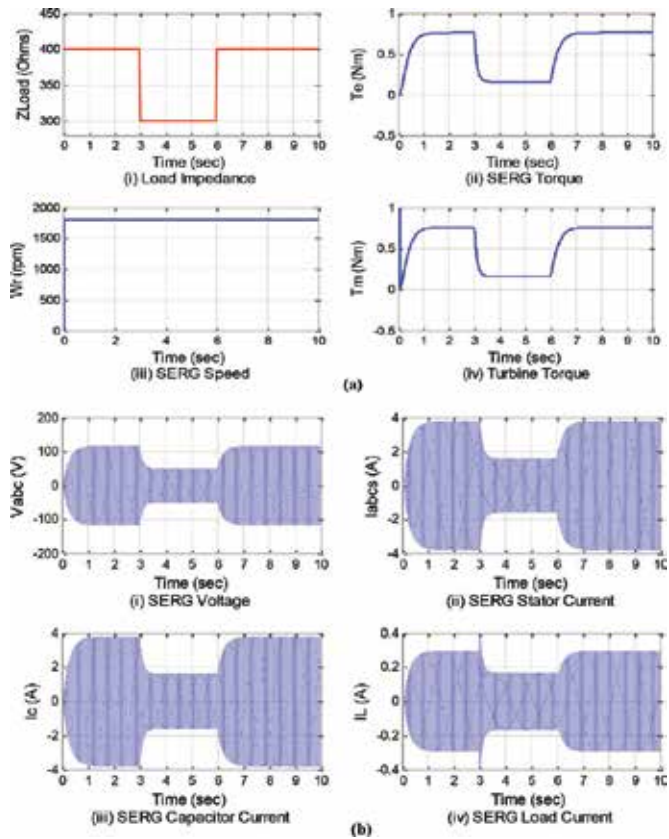 ZLoad (Ohms)
450
400
350
300
0 1 2 3 4 5 6 7 8 9 10
Time (sec)
(i) Load Impedance
Te (Nm)
1
0.5
0
-0.5
0 1 2 3 4 5 6 7 8 9 10
Time (sec)
(ii) SERG Torque
Wr (rpm)
2000
1500
1000
500
0
0 1 2 3 4 5 6 7 8 9 10
Time (sec)
(iii) SERG Speed
Tm (Nm)
1
0.5
0
-0.5
0 1 2 3 4 5 6 7 8 9 10
Time (sec)
(iv) Turbine Torque
(a)
Vabc (V)
200
100
0
-100
-200
0 1 2 3 4 5 6 7 8 9 10
Time (sec)
(i) SERG Voltage
Iabcs (A)
4
2
0
-2
-4
0 1 2 3 4 5 6 7 8 9 10
Time (sec)
(ii) SERG Stator Current
Ic (A)
4
2
0
-2
-4
0 1 2 3 4 5 6 7 8 9 10
Time (sec)
(iii) SERG Capacitor Current
IL (A)
0.4
0.2
0
-0.2
-0.4
0 1 2 3 4 5 6 7 8 9 10
Time (sec)
(iv) SERG Load Current
(b)